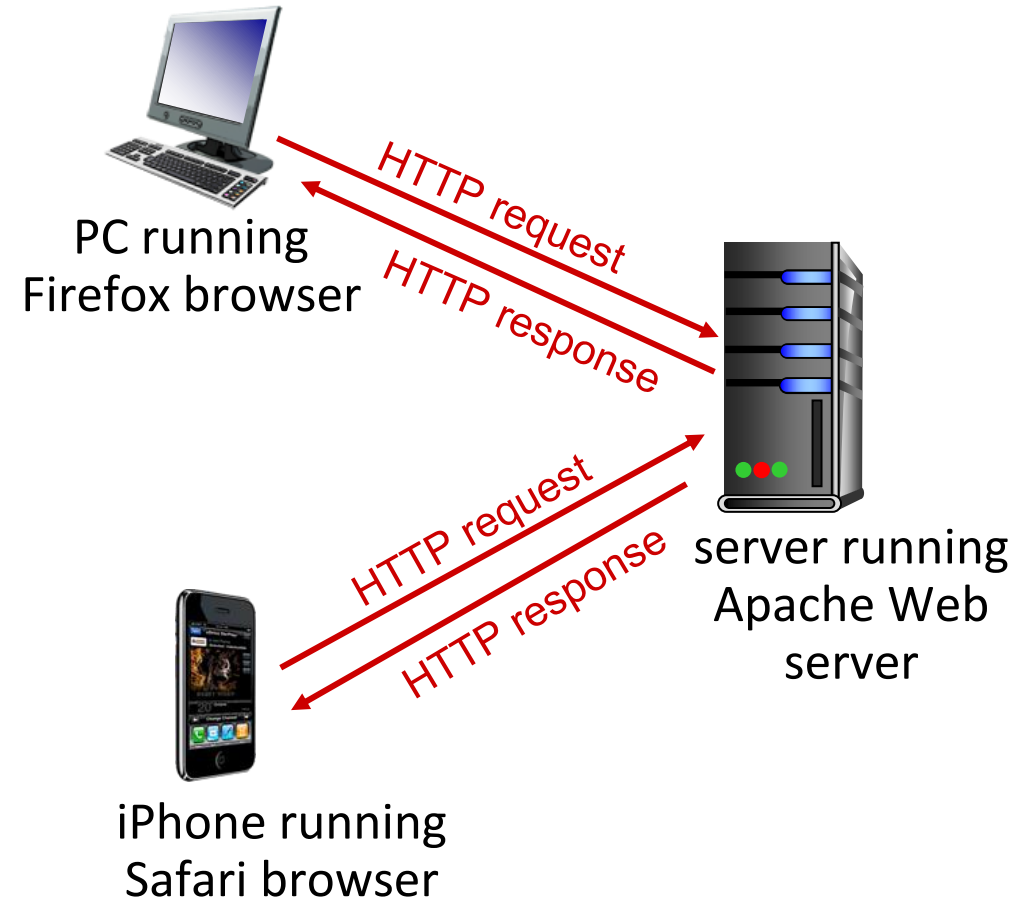 HTTP request
HTTP response
PC running
Firefox browser
HTTP request
HTTP response
server running
Apache Web
server
iPhone running
Safari browser